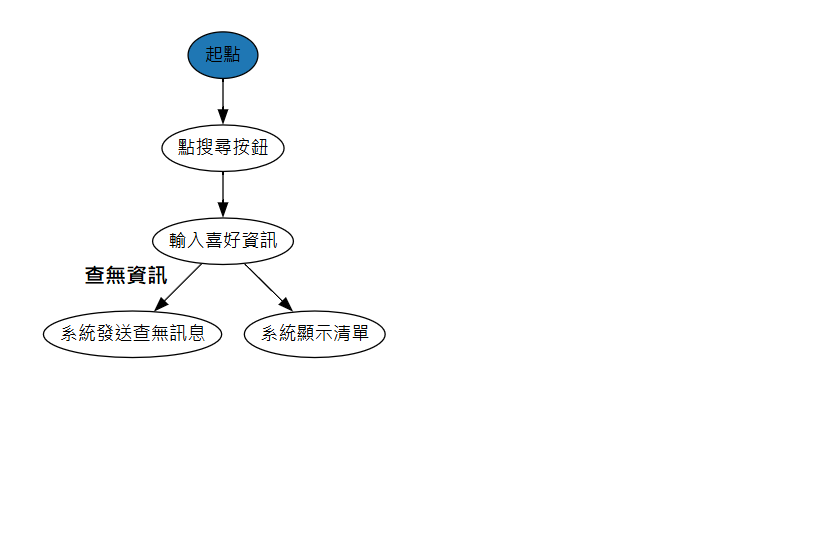 起點
點搜尋按鈕
輸入喜好資訊
查無資訊
系統發送查無訊息
系統顯示清單